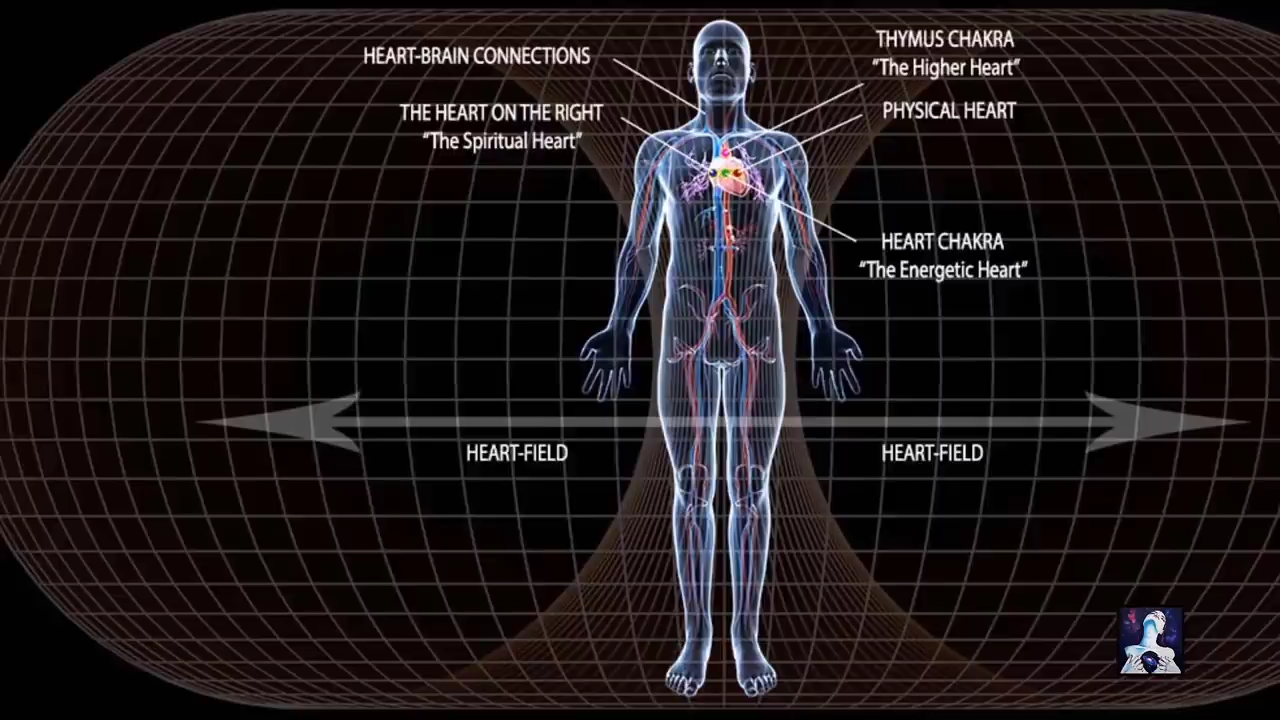 HEART-BRAIN CONNECTIONS
THE HEART ON THE RIGHT
“The Spiritual Heart”
THYMUS CHAKRA
“The Higher Heart”
PHYSICAL HEART
HEART CHAKRA
“The Energetic Heart”
HEART-FIELD
HEART-FIELD